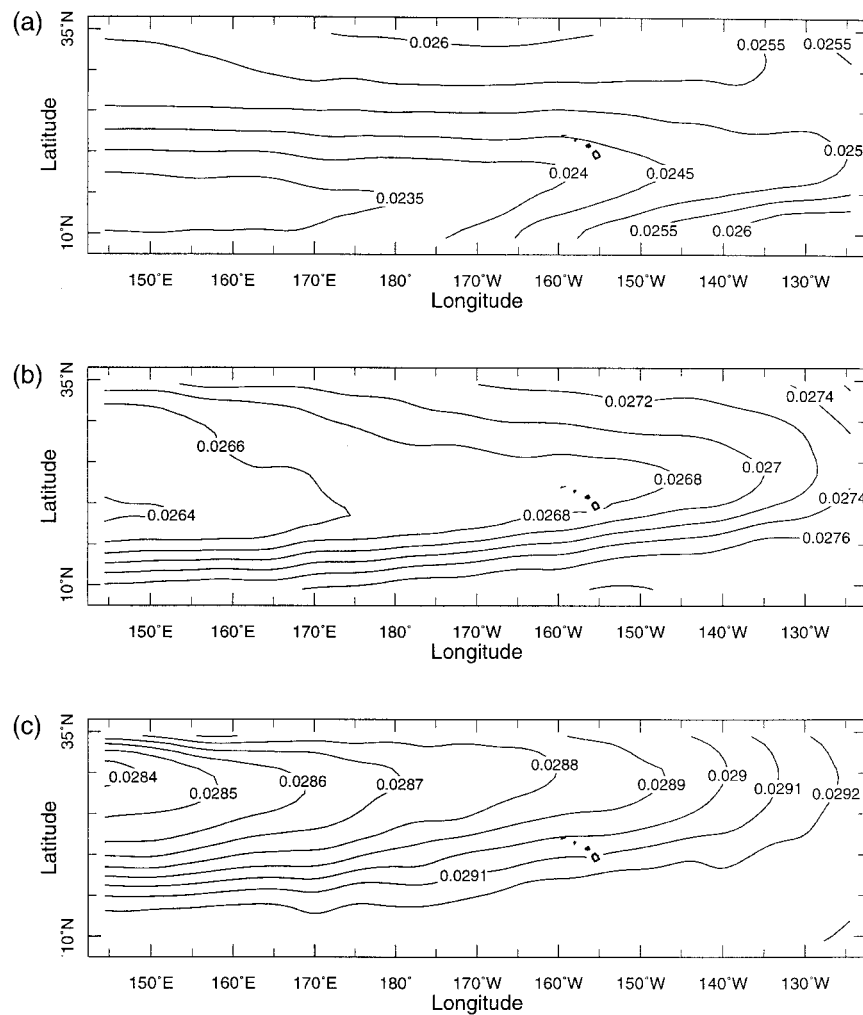 (a)
35˚N
Latitude
10˚N
0.026
0.0255
0.0255
0.025
0.024
0.0245
0.0235
0.0255
0.026
150˚E 160˚E 170˚E 180˚ 170˚W 160˚W 150˚W 140˚W 130˚W
Longitude
(b)
35˚N
Latitude
10˚N
0.0274
0.0272
0.0266
0.027
0.0268
0.0274
0.0264
0.0268
0.0276
150˚E 160˚E 170˚E 180˚ 170˚W 160˚W 150˚W 140˚W 130˚W
Longitude
(c)
35˚N
Latitude
10˚N
0.0284
0.0285
0.0286
0.0287
0.0288
0.0289
0.029
0.0291
0.0292
0.0291
150˚E 160˚E 170˚E 180˚ 170˚W 160˚W 150˚W 140˚W 130˚W
Longitude